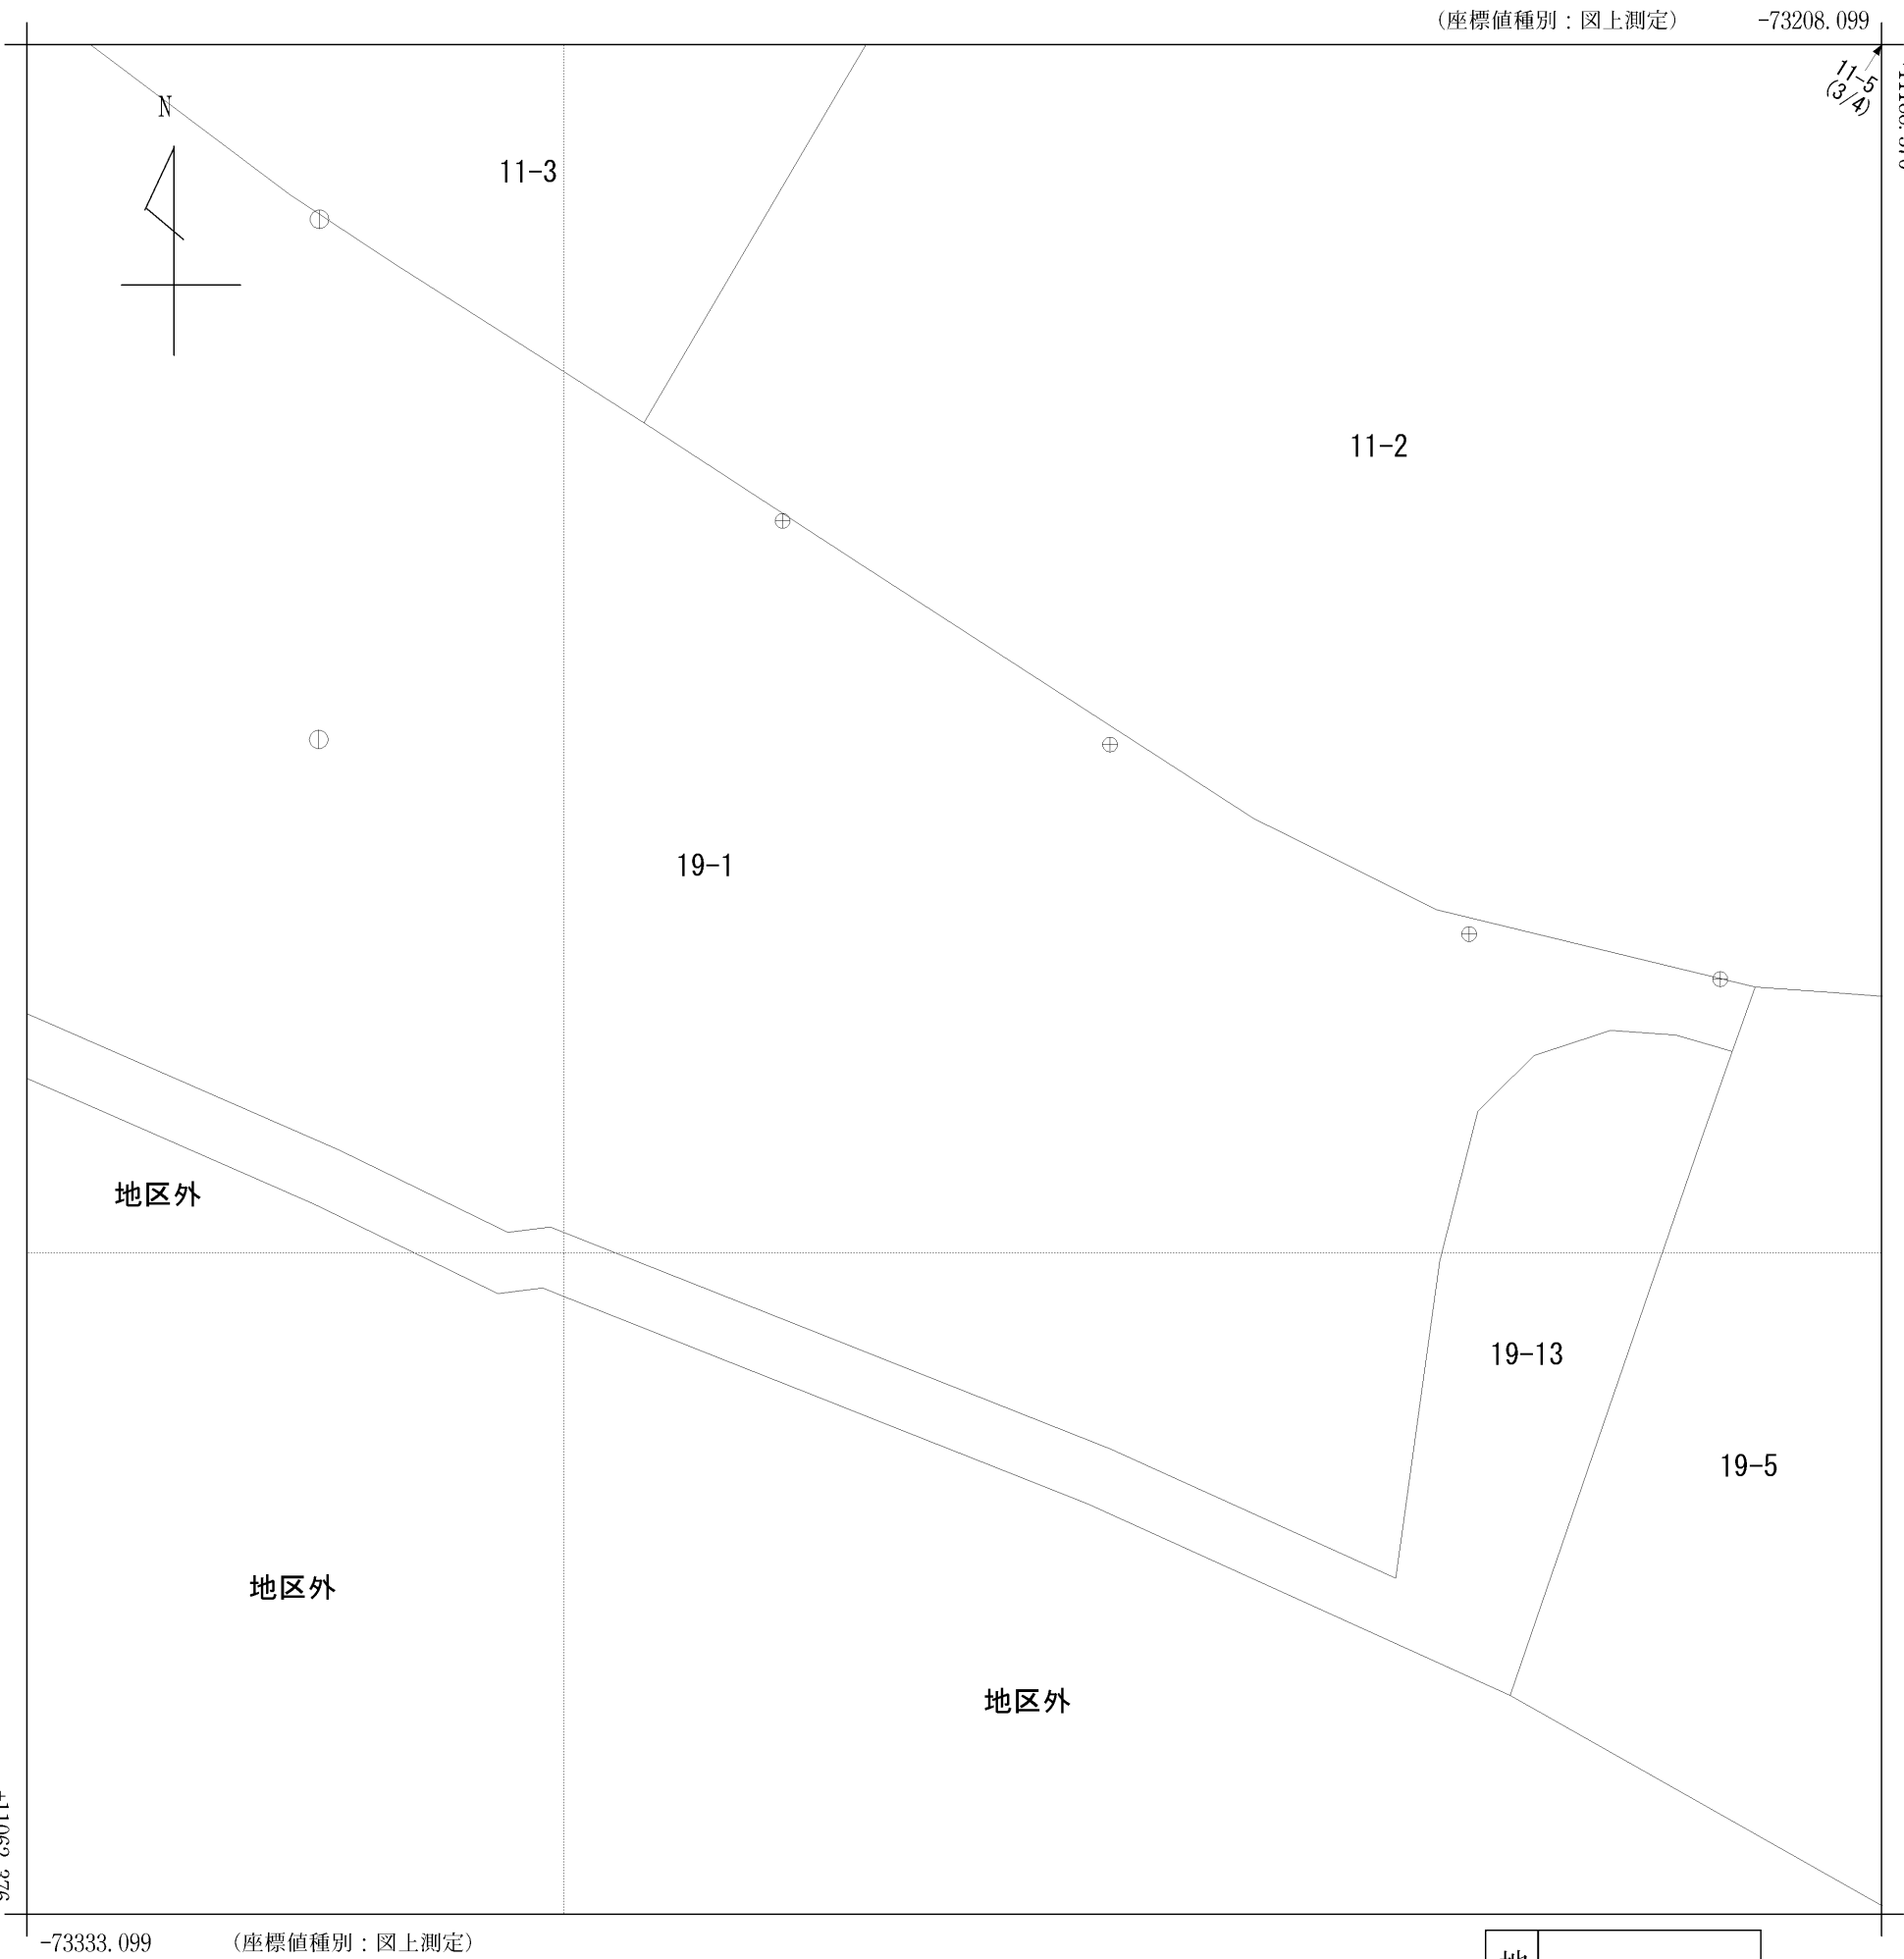 (座標値種別:図上測定) -73208.099
11-5
(3/4)
N
11-3
11-2
19-1
地区外
19-13
19-5
地区外
地区外
-73333.099 (座標値種別:図上測定)